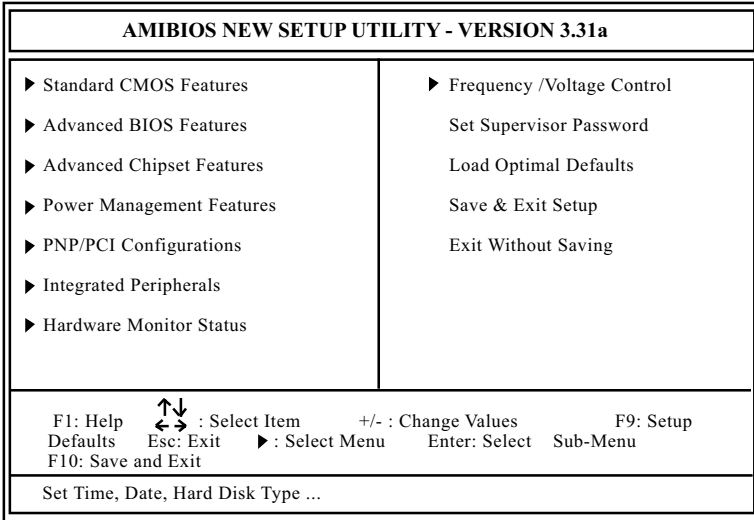 AMIBIOS NEW SETUP UTILITY - VERSION 3.31a
▶ Standard CMOS Features
▶ Advanced BIOS Features
▶ Advanced Chipset Features
▶ Power Management Features
▶ PNP/PCI Configurations
▶ Integrated Peripherals
▶ Hardware Monitor Status
▶ Frequency /Voltage Control
Set Supervisor Password
Load Optimal Defaults
Save & Exit Setup
Exit Without Saving
F1: Help ↑↓←→ : Select Item +/- : Change Values F9: Setup
Defaults Esc: Exit ▶ : Select Menu Enter: Select Sub-Menu
F10: Save and Exit
Set Time, Date, Hard Disk Type ...